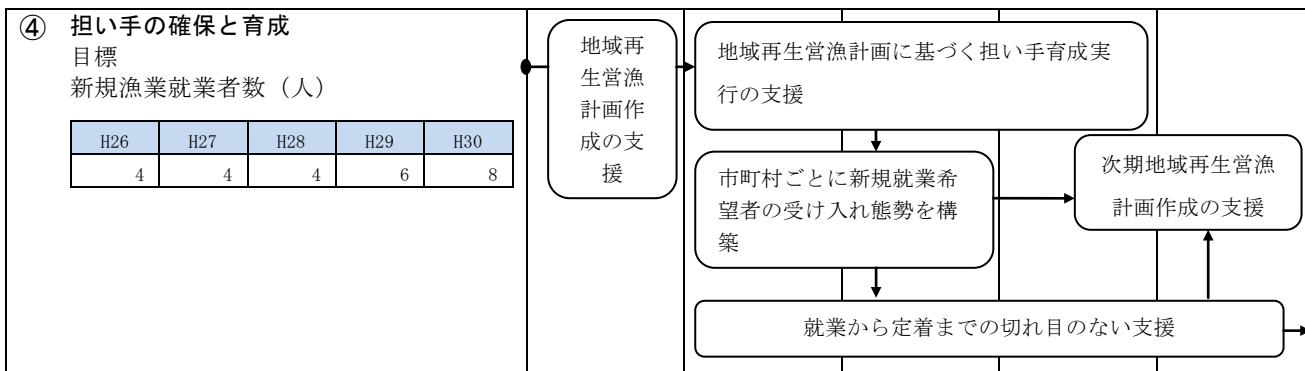 ④ 担い手の確保と育成
目標
新規漁業就業者数（人）
H26 H27 H28 H29 H30
4 4 4 6 8
地域再
生営漁
計画作
成の支
援
地域再生営漁計画に基づく担い手育成実
行の支援
市町村ごとに新規就業希
望者の受け入れ態勢を構
築
次期地域再生営漁
計画作成の支援
就業から定着までの切れ目のない支援